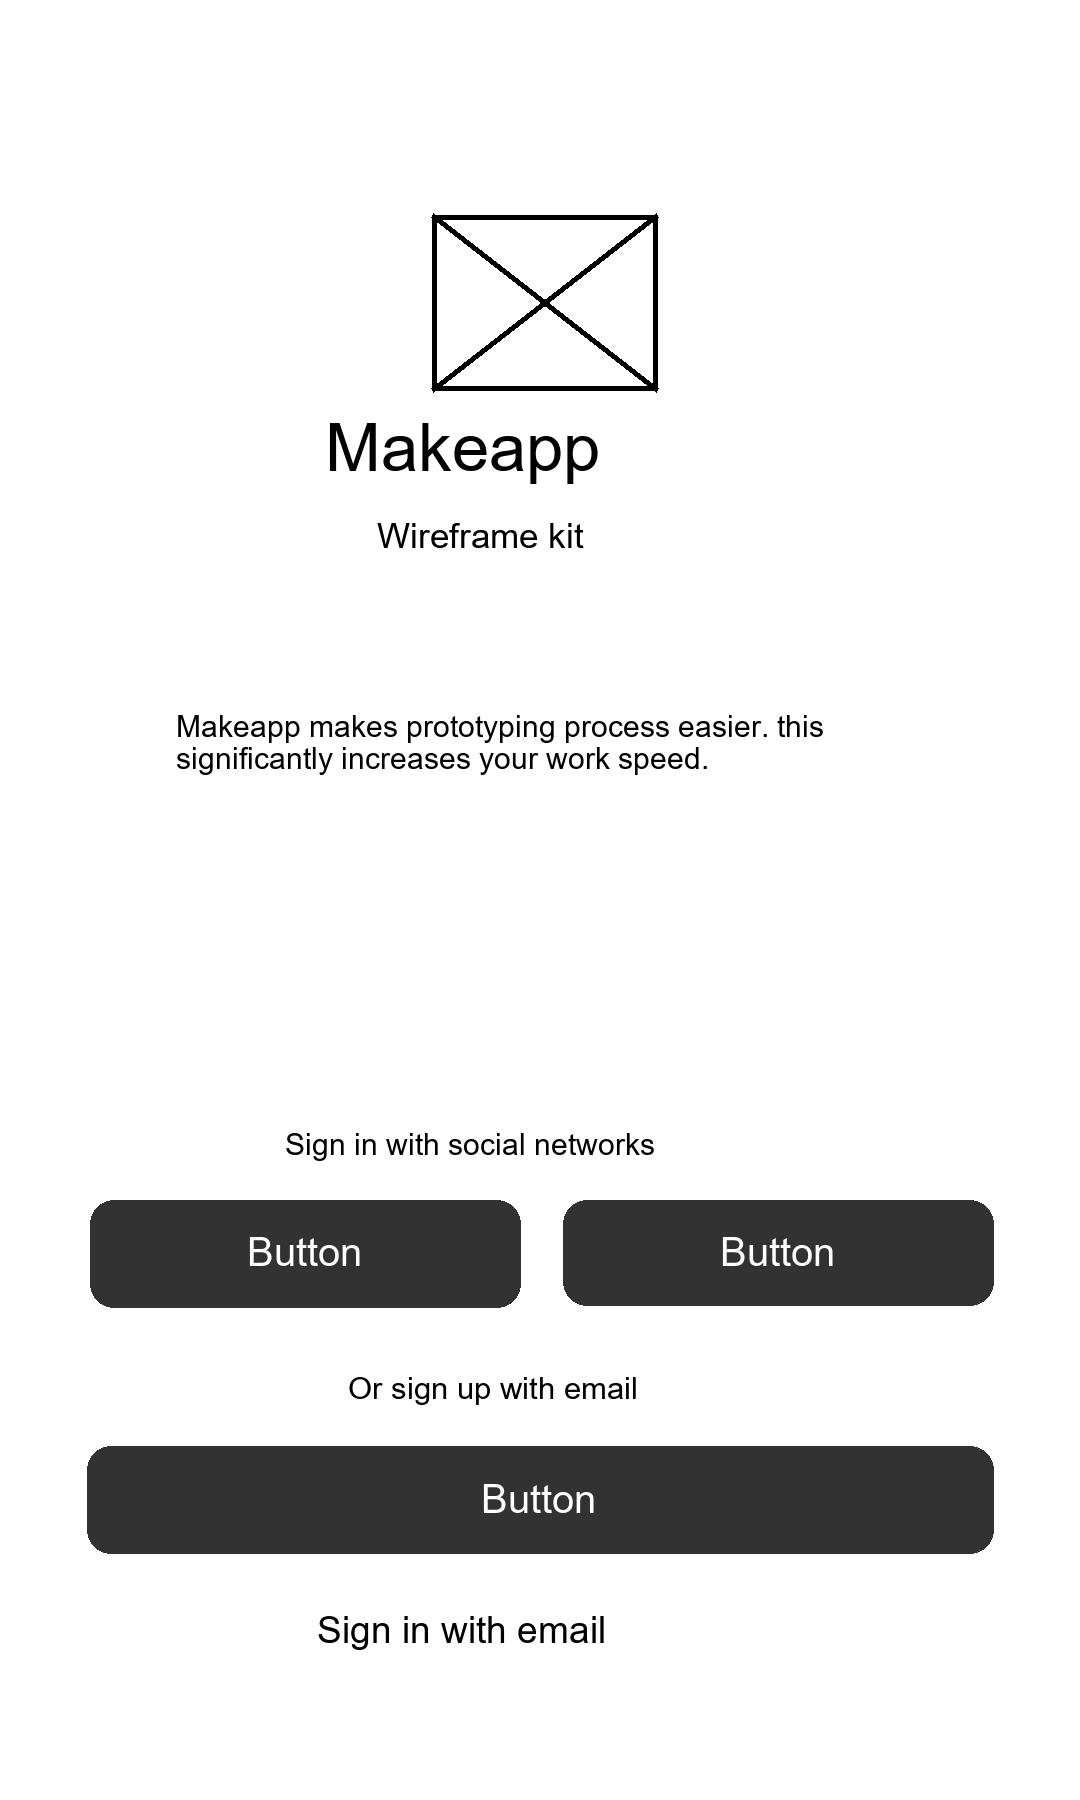 Makeapp
Wireframe kit
Makeapp makes prototyping process easier. this
significantly increases your work speed.
Sign in with social networks
Button
Button
Or sign up with email
Button
Sign in with email